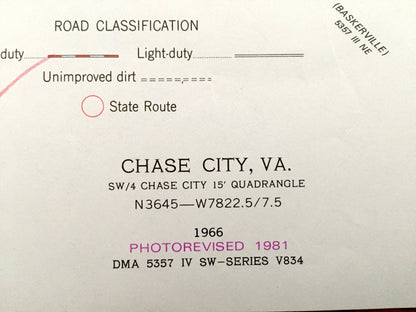 ROAD CLASSIFICATION
duty Light-duty
Unimproved dirt
State Route
(BASKERVILLE)
5357 III NE
CHASE CITY, VA.
SW/4 CHASE CITY 15' QUADRANGLE
N3645—W7822.5/7.5
1966
PHOTOREVISED 1981
DMA 5357 IV SW-SERIES V834